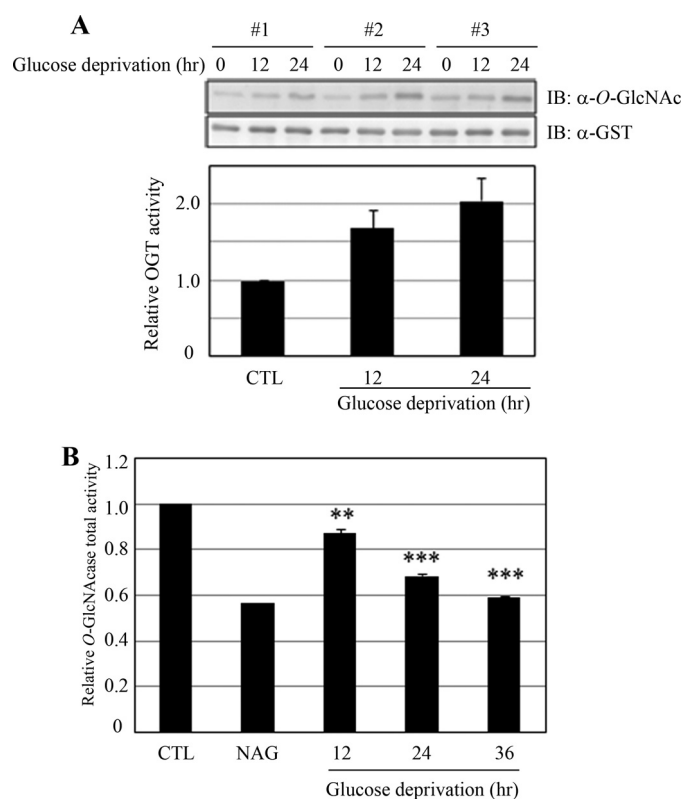 A
#1 #2 #3
Glucose deprivation (hr) 0 12 24 0 12 24 0 12 24
IB: α-O-GlcNAc
IB: α-GST
Relative OGT activity
2.0
1.0
0
CTL 12 24
Glucose deprivation (hr)
B
Relative O-GlcNAcase total activity
1.2
1.0
0.8
0.6
0.4
0.2
0
**
***
***
CTL NAG 12 24 36
Glucose deprivation (hr)